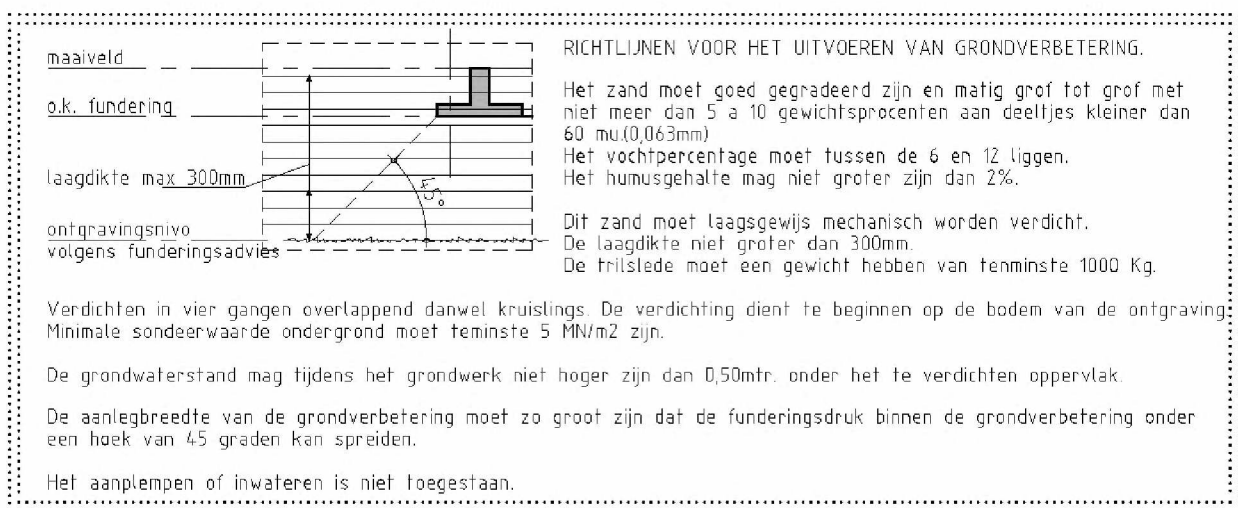 maaiveld
o.k. fundering
laagdikte max 300mm
ontgravingsnivo
volgens funderingsadvies
45°
RICHTLIJNEN VOOR HET UITVOEREN VAN GRONDVERBETERING.
Het zand moet goed gegradeerd zijn en matig grof tot grof met
niet meer dan 5 a 10 gewichtsprocenten aan deeltjes kleiner dan
60 mu.(0,063mm)
Het vochtpercentage moet tussen de 6 en 12 liggen.
Het humusgehalte mag niet groter zijn dan 2%.
Dit zand moet laagsgewijs mechanisch worden verdicht.
De laagdikte niet groter dan 300mm.
De trilslede moet een gewicht hebben van tenminste 1000 Kg.
Verdichten in vier gangen overlappend danwel kruislings. De verdichting dient te beginnen op de bodem van de ontgraving.
Minimale sondeerwaarde ondergrond moet teminste 5 MN/m2 zijn.
De grondwaterstand mag tijdens het grondwerk niet hoger zijn dan 0,50mtr. onder het te verdichten oppervlak.
De aanlegbreedte van de grondverbetering moet zo groot zijn dat de funderingsdruk binnen de grondverbetering onder
een hoek van 45 graden kan spreiden.
Het aanplempen of inwateren is niet toegestaan.